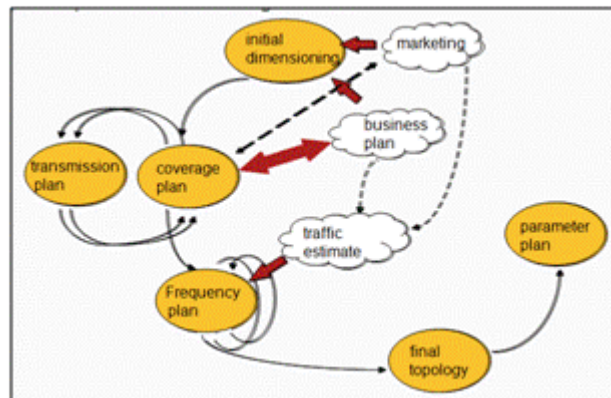 initial
dimensioning
marketing
business
plan
transmission
plan
coverage
plan
traffic
estimate
parameter
plan
Frequency
plan
final
topology